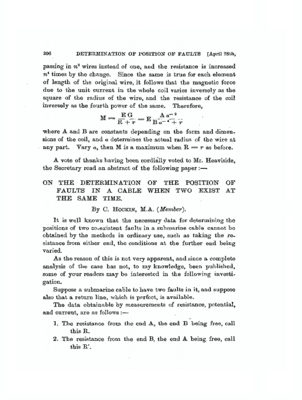 396 DETERMINATION OF POSITION OF FAULTS [April 28th,
passing in n² wires instead of one, and the resistance is increased
n⁴ times by the change. Since the same is true for each element
of length of the original wire, it follows that the magnetic force
due to the unit current in the whole coil varies inversely as the
square of the radius of the wire, and the resistance of the coil
inversely as the fourth power of the same. Therefore,
M = E G / R + r = E A a⁻² / B a⁻⁴ + r
where A and B are constants depending on the form and dimen-
sions of the coil, and a determines the actual radius of the wire at
any part. Vary a, then M is a maximum when R = r as before.
A vote of thanks having been cordially voted to Mr. Heaviside,
the Secretary read an abstract of the following paper :—
ON THE DETERMINATION OF THE POSITION OF
FAULTS IN A CABLE WHEN TWO EXIST AT
THE SAME TIME.
By C. Hockin, M.A. (Member).
It is well known that the necessary data for determining the
positions of two co-existent faults in a submarine cable cannot be
obtained by the methods in ordinary use, such as taking the re-
sistance from either end, the conditions at the further end being
varied.
As the reason of this is not very apparent, and since a complete
analysis of the case has not, to my knowledge, been published,
some of your readers may be interested in the following investi-
gation.
Suppose a submarine cable to have two faults in it, and suppose
also that a return line, which is perfect, is available.
The data obtainable by measurements of resistance, potential,
and current, are as follows :—
1. The resistance from the end A, the end B being free, call
this R.
2. The resistance from the end B, the end A being free, call
this R′.